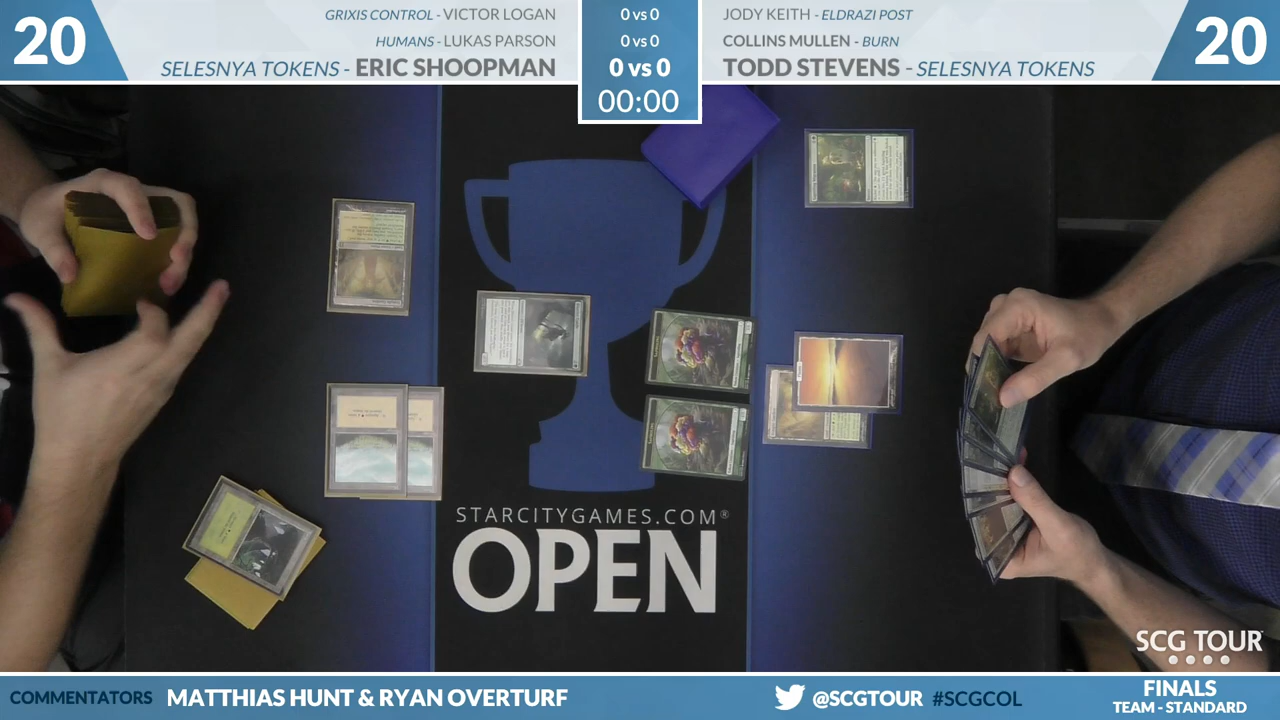 20
GRIXIS CONTROL - VICTOR LOGAN
HUMANS - LUKAS PARSON
SELESNYA TOKENS - ERIC SHOOPMAN
0 vs 0
0 vs 0
0 vs 0
00:00
JODY KEITH - ELDRAZI POST
COLLINS MULLEN - BURN
TODD STEVENS - SELESNYA TOKENS
20
STARCITYGAMES.COM®
OPEN
SCG TOUR
COMMENTATORS MATTHIAS HUNT & RYAN OVERTURF
@SCGTOUR #SCGCOL
FINALS
TEAM - STANDARD